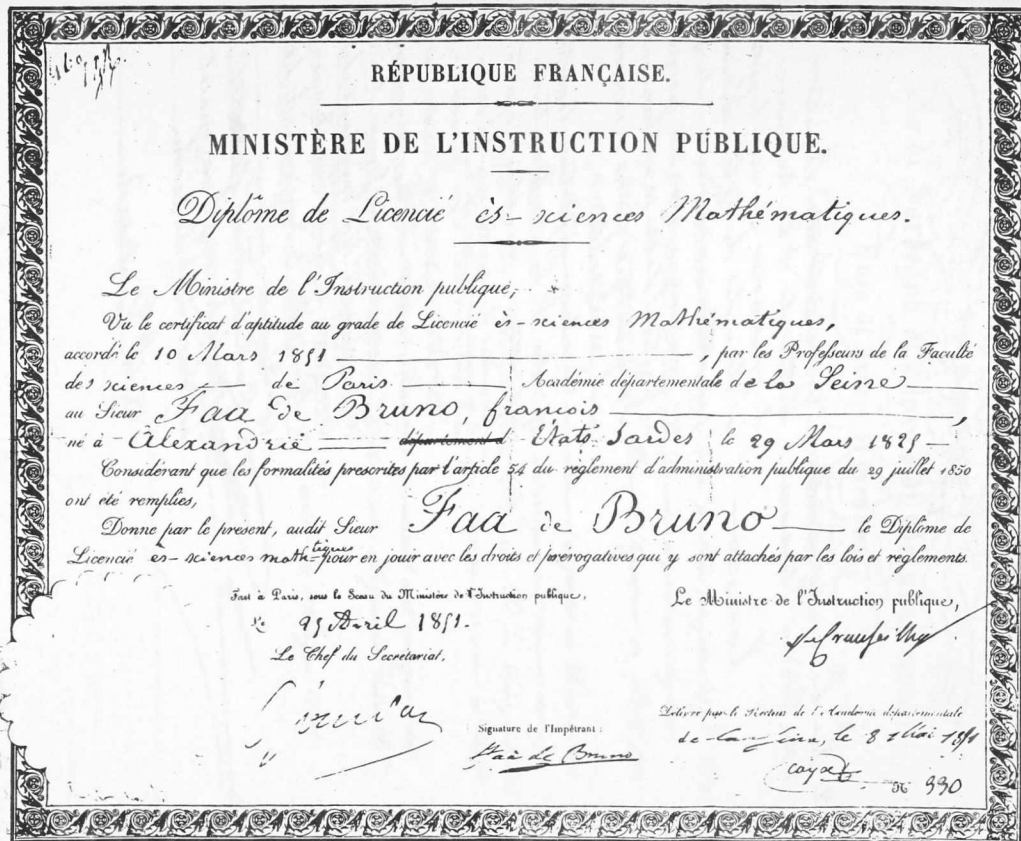 RÉPUBLIQUE FRANÇAISE.
MINISTÈRE DE L'INSTRUCTION PUBLIQUE.
Diplôme de Licencié ès-sciences Mathématiques.
Le Ministre de l'Instruction publique,
Vu le certificat d'aptitude au grade de Licencié ès-sciences Mathématiques,
accordé le 10 Mars 1851, par les Professeurs de la Faculté
des sciences de Paris Académie départementale de la Seine
au Sieur Faa de Bruno, françois,
né à Alexandrie département d États Sardes le 29 Mars 1825
Considérant que les formalités prescrites par l'article 54 du règlement d'administration publique du 29 juillet 1850
ont été remplies,
Donne par le présent, audit Sieur Faa de Bruno le Diplôme de
Licencié ès-sciences mathtiques pour en jouir avec les droits et prérogatives qui y sont attachés par les lois et règlements.
Fait à Paris, sous le Sceau du Ministère de l'Instruction publique,
Le Ministre de l'Instruction publique,
Le 25 Avril 1851.
Le Chef du Secrétariat,
Délivré par le Recteur de l'Académie départementale
Signature de l'Impétrant :
de la Seine, le 8 Mai 1851
Faà de Bruno
Cayx
N° 330